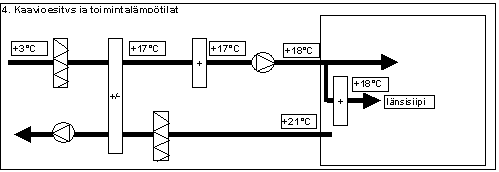 4. Kaavioesitys ja toimintalämpötilat
+3°C
+17°C
+17°C
+18°C
+
+18°C
+
länsisiipi
+/-
+21°C